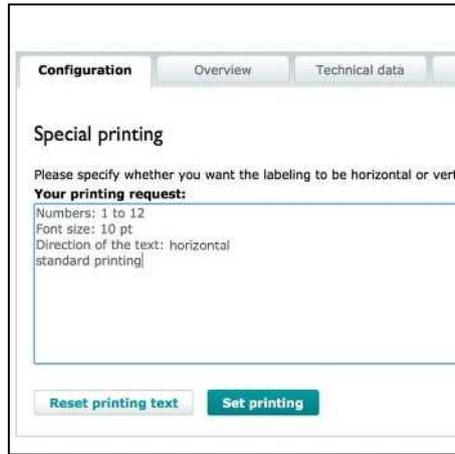 Configuration
Overview
Technical data
Special printing
Please specify whether you want the labeling to be horizontal or vert
Your printing request:
Numbers: 1 to 12
Font size: 10 pt
Direction of the text: horizontal
standard printing
Reset printing text
Set printing